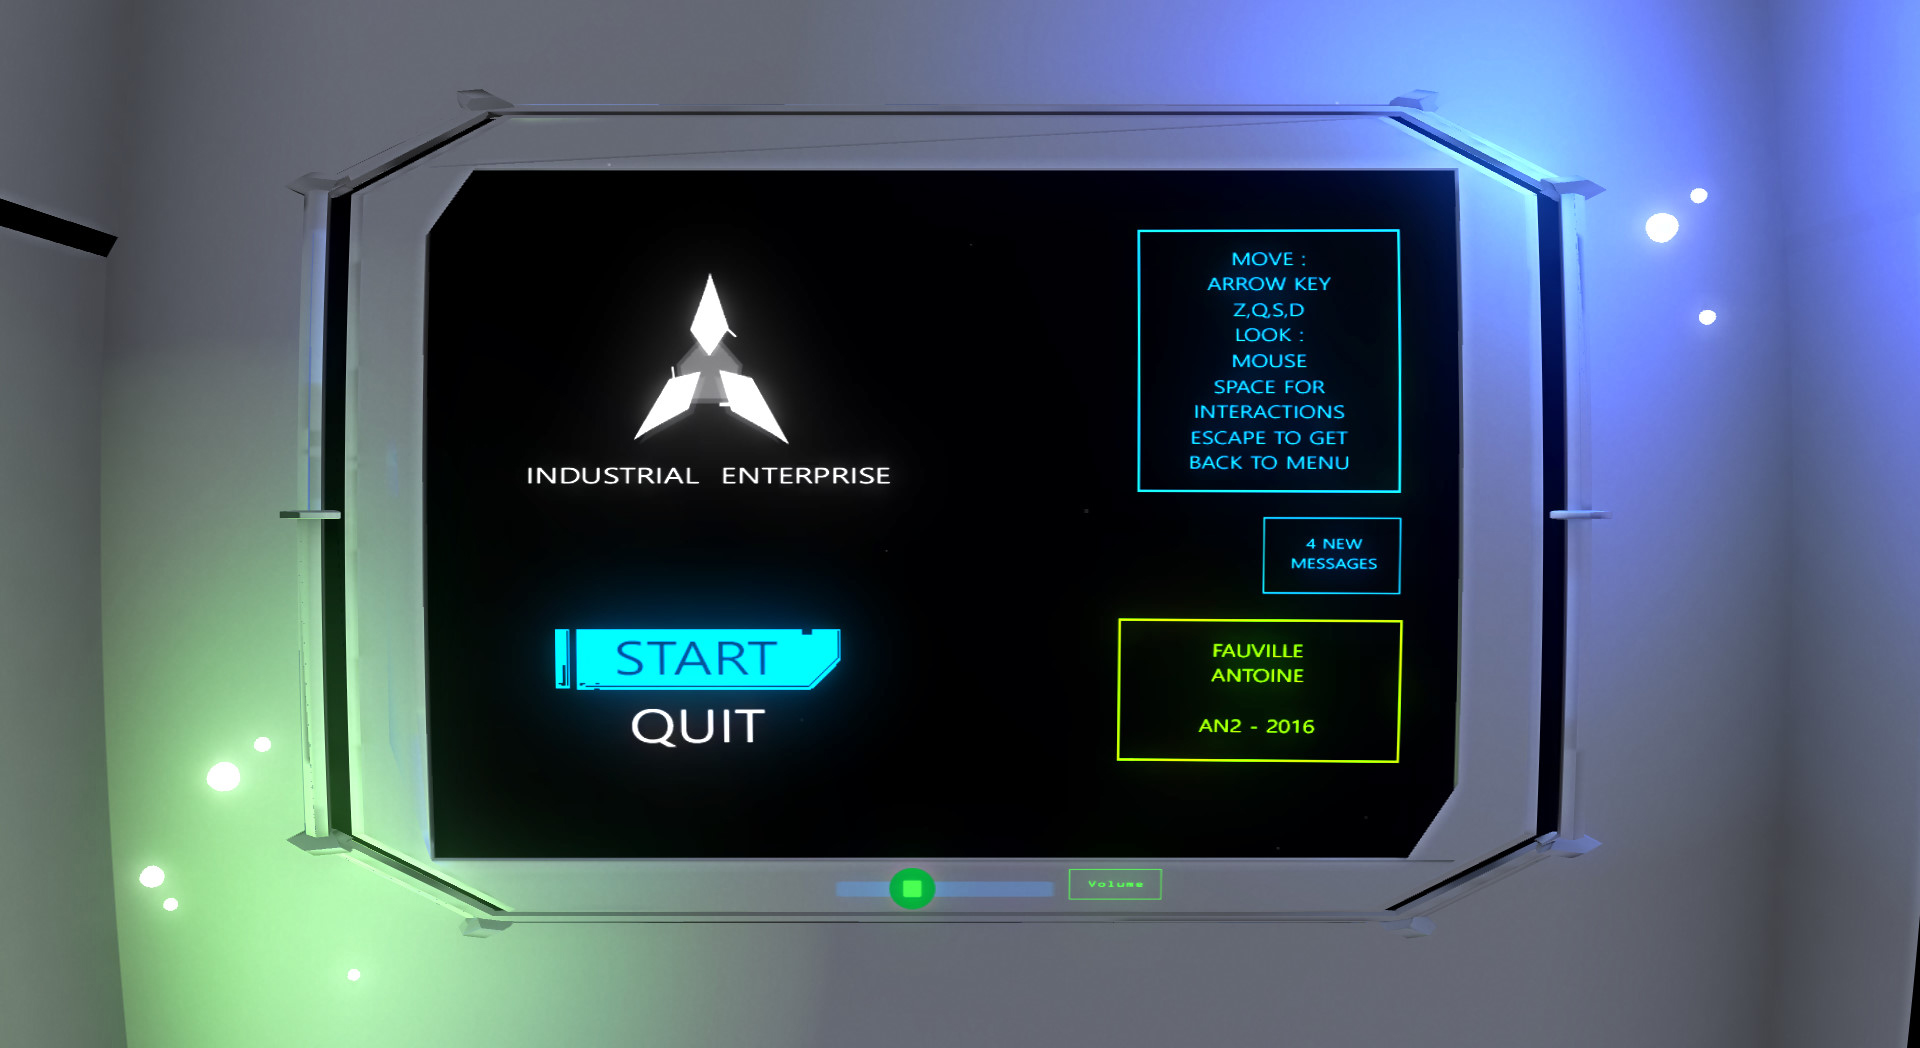 INDUSTRIAL ENTERPRISE
START
QUIT
MOVE :
ARROW KEY
Z,Q,S,D
LOOK :
MOUSE
SPACE FOR
INTERACTIONS
ESCAPE TO GET
BACK TO MENU
4 NEW
MESSAGES
FAUVILLE
ANTOINE
AN2 - 2016
Volume